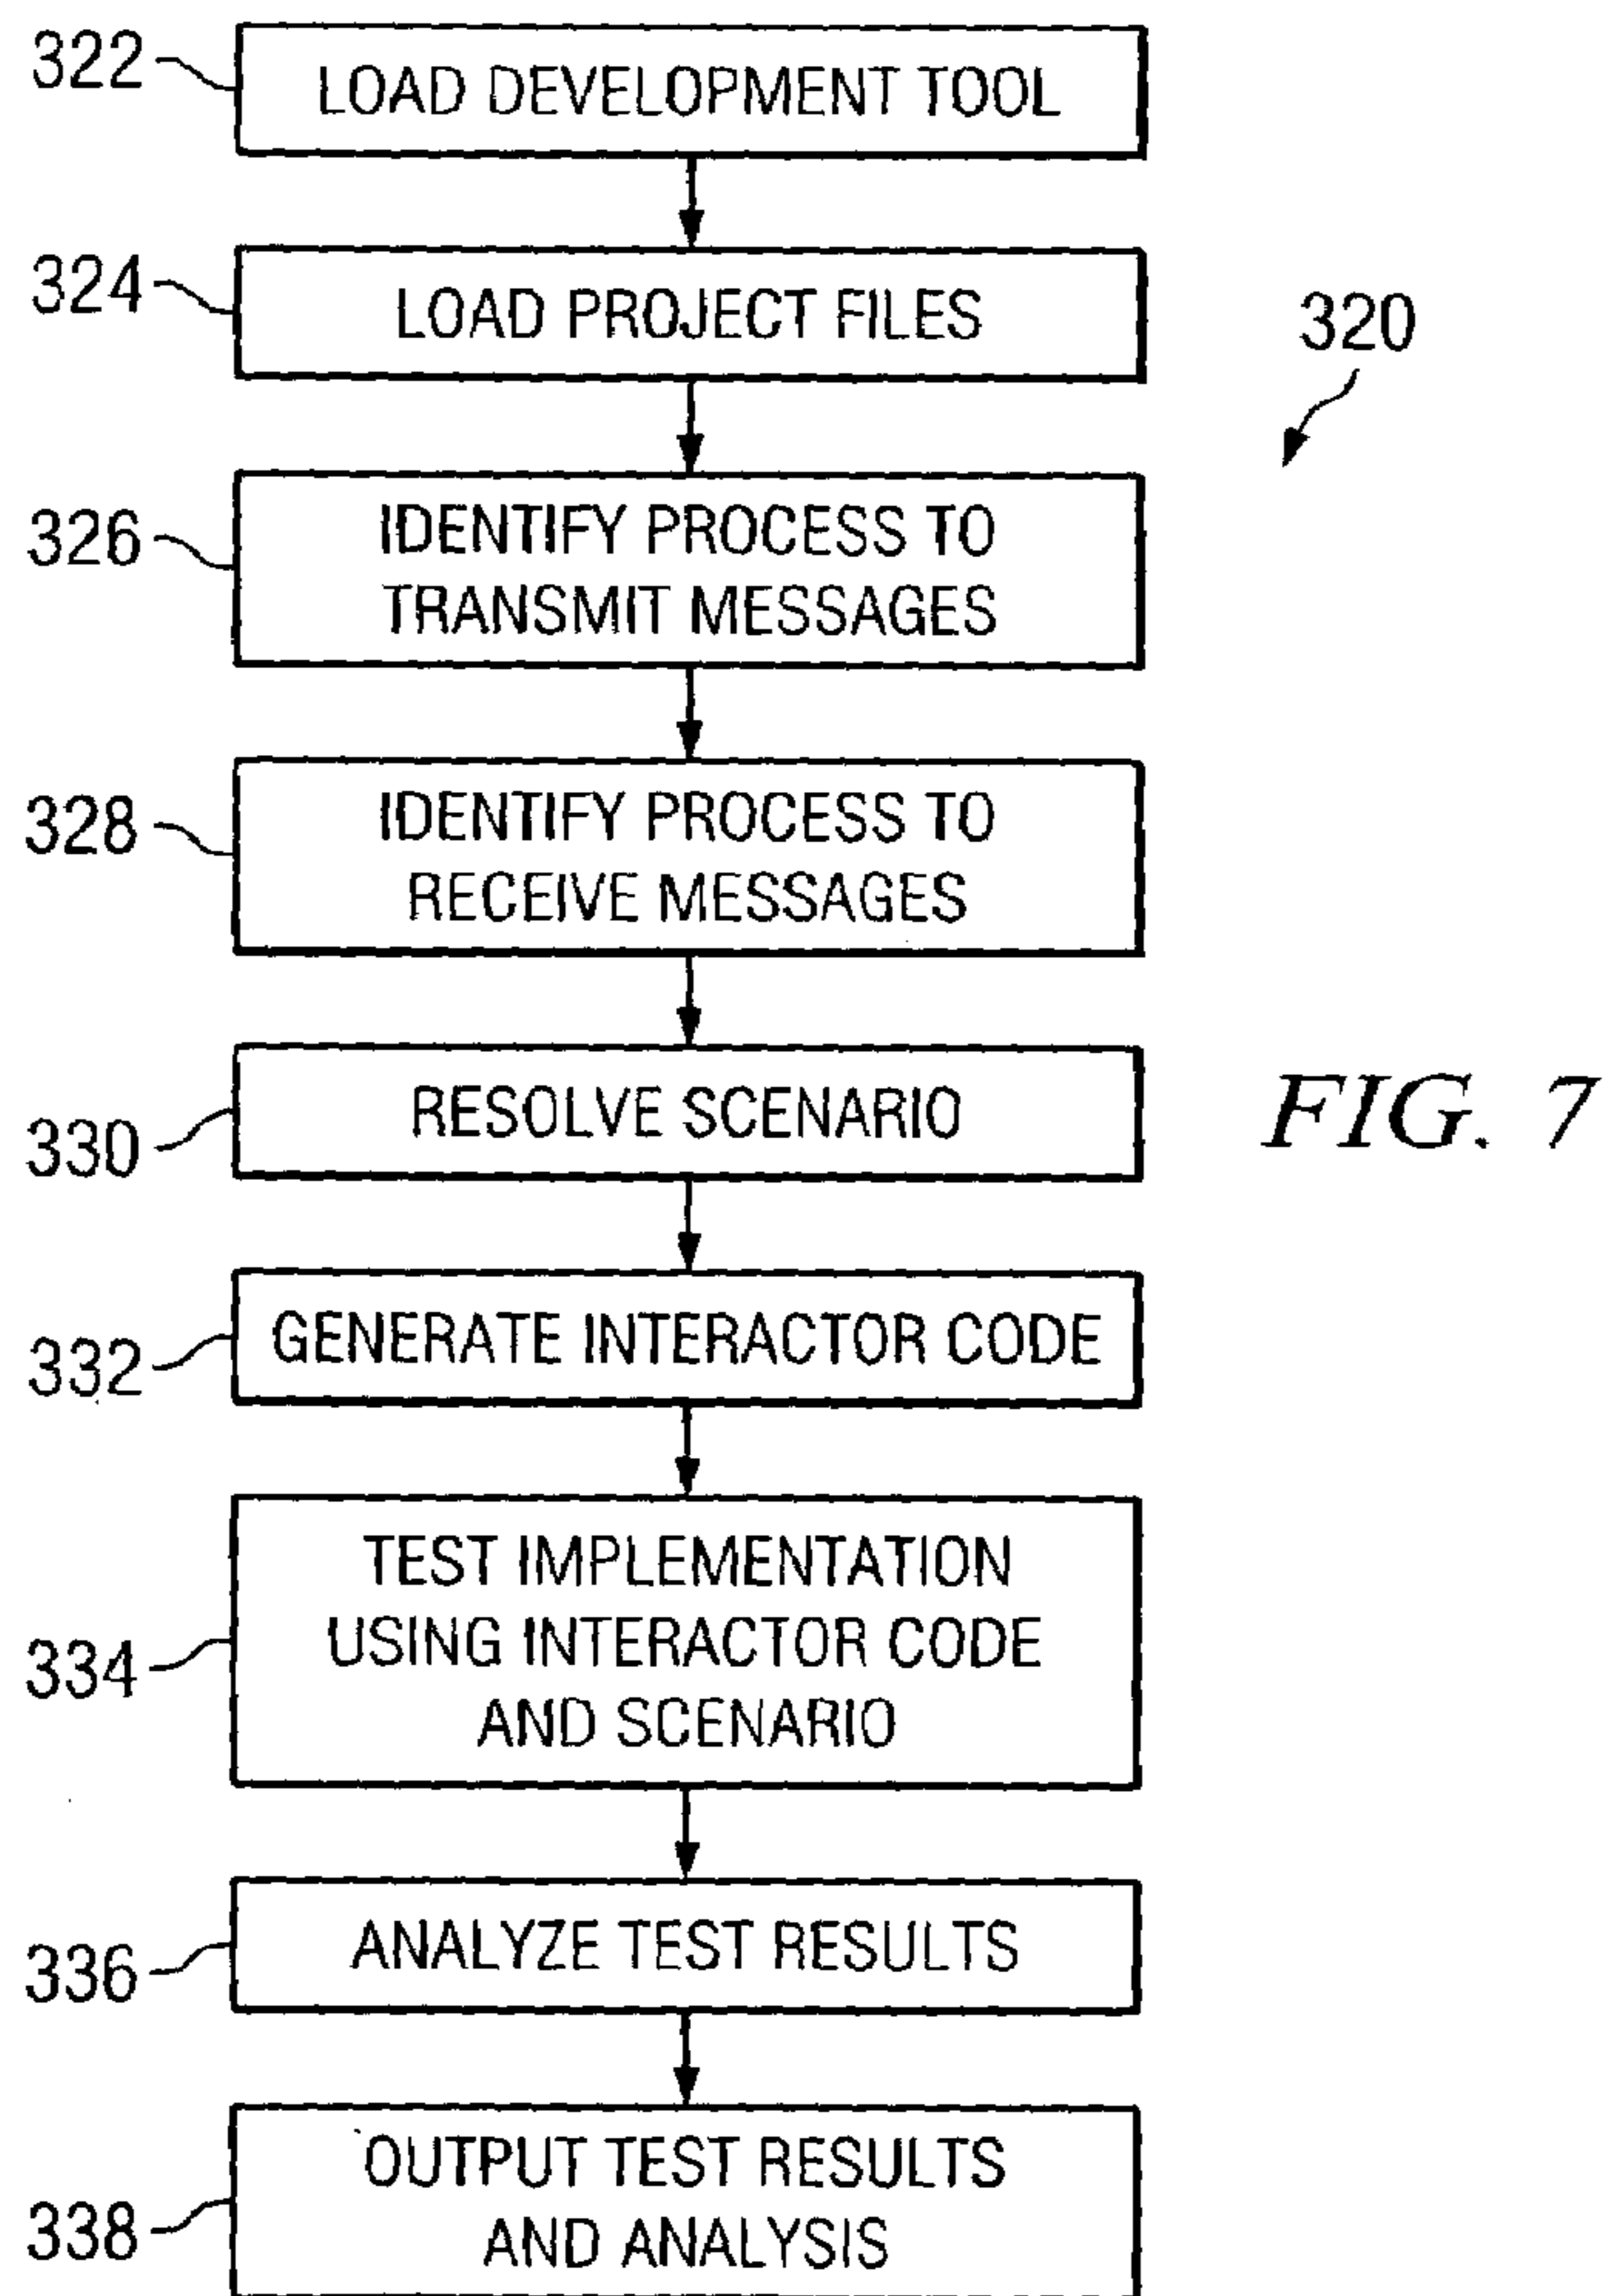 322
LOAD DEVELOPMENT TOOL
324
LOAD PROJECT FILES
320
326
IDENTIFY PROCESS TO
TRANSMIT MESSAGES
328
IDENTIFY PROCESS TO
RECEIVE MESSAGES
330
RESOLVE SCENARIO
FIG. 7
332
GENERATE INTERACTOR CODE
334
TEST IMPLEMENTATION
USING INTERACTOR CODE
AND SCENARIO
336
ANALYZE TEST RESULTS
338
OUTPUT TEST RESULTS
AND ANALYSIS